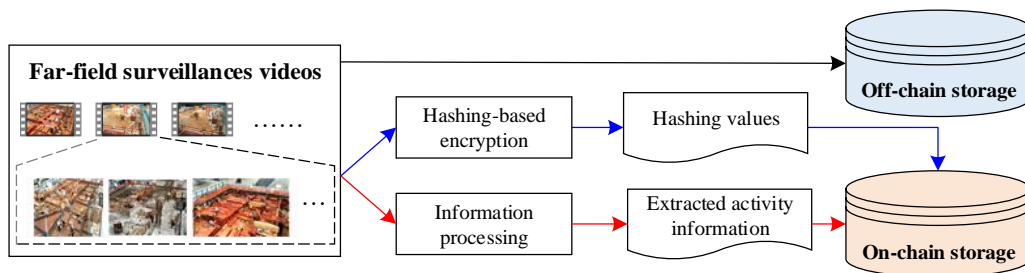 Far-field surveillances videos
......
...
Hashing-based
encryption
Hashing values
Information
processing
Extracted activity
information
Off-chain storage
On-chain storage